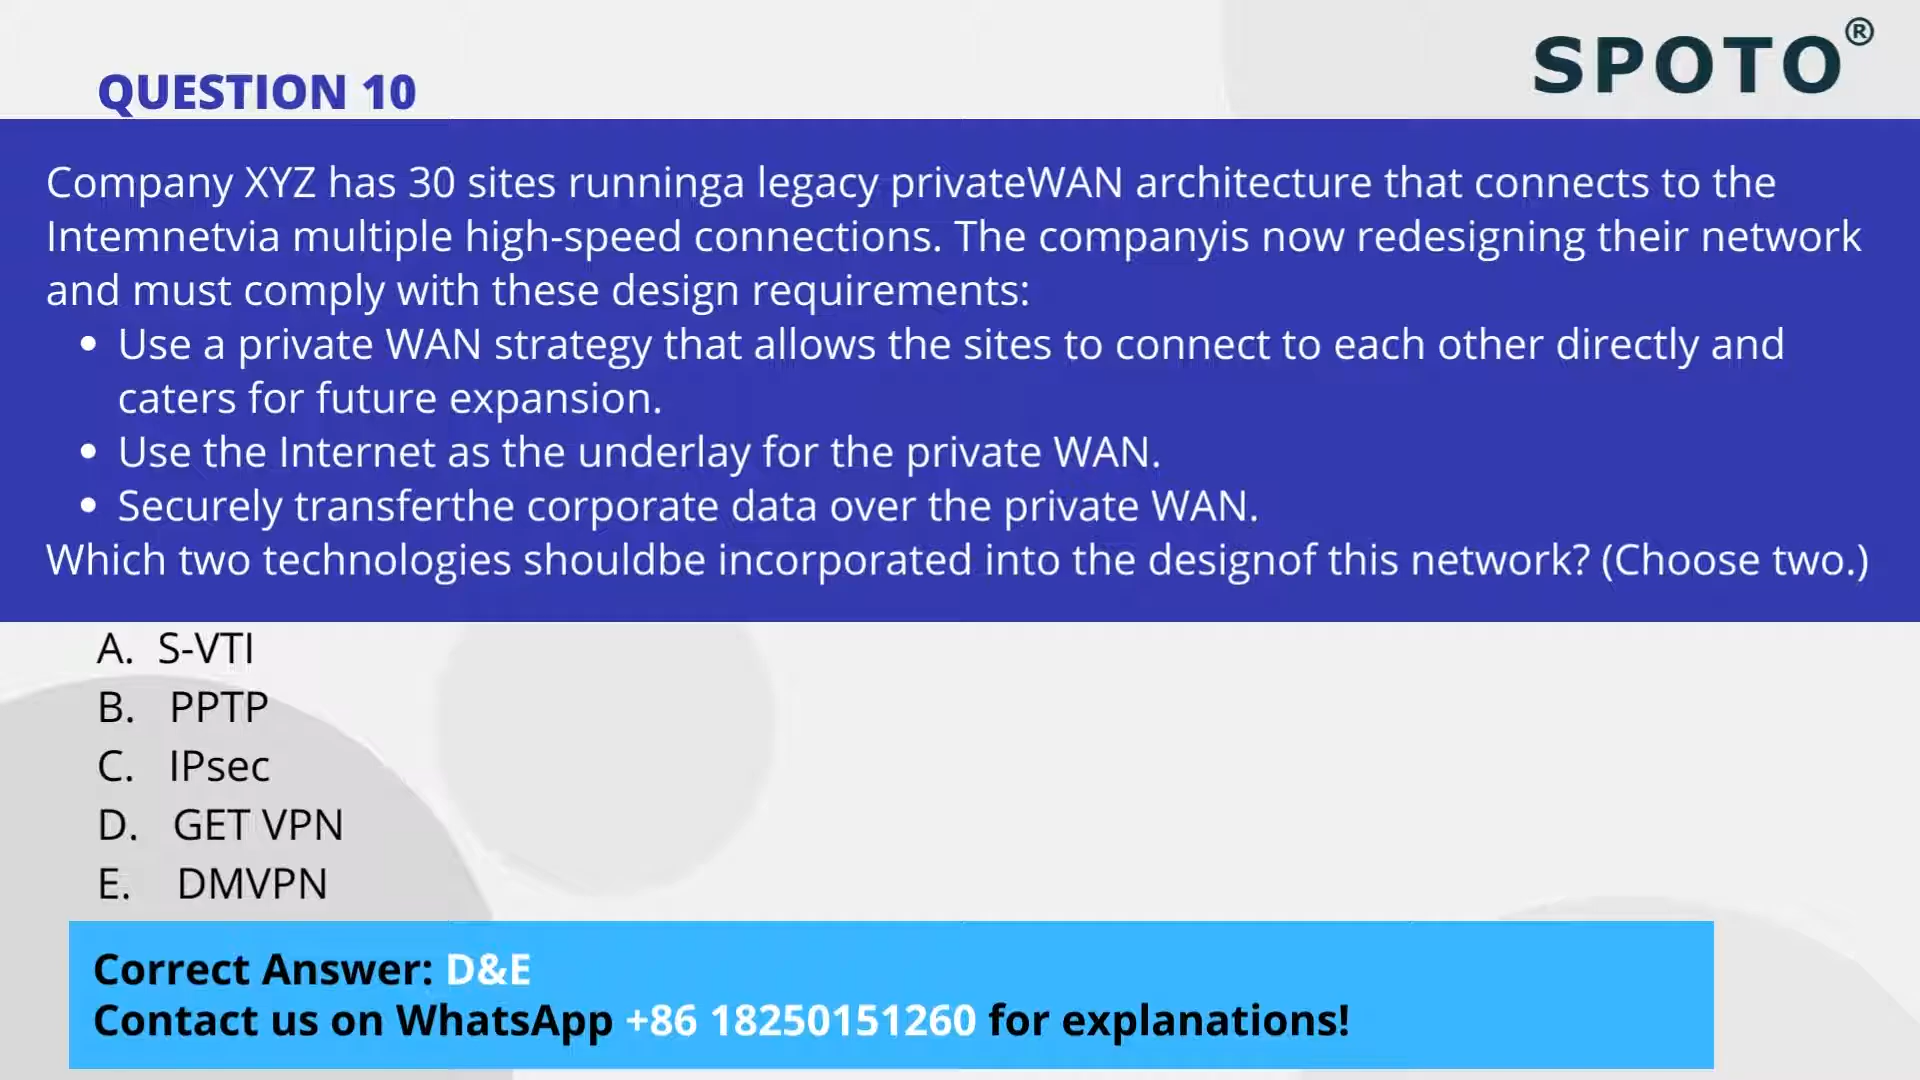 SPOTO®
QUESTION 10
Company XYZ has 30 sites runninga legacy privateWAN architecture that connects to the
Intemnetvia multiple high-speed connections. The companyis now redesigning their network
and must comply with these design requirements:
• Use a private WAN strategy that allows the sites to connect to each other directly and
caters for future expansion.
• Use the Internet as the underlay for the private WAN.
• Securely transferthe corporate data over the private WAN.
Which two technologies shouldbe incorporated into the designof this network? (Choose two.)
A. S-VTI
B. PPTP
C. IPsec
D. GET VPN
E. DMVPN
Correct Answer: D&E
Contact us on WhatsApp +86 18250151260 for explanations!